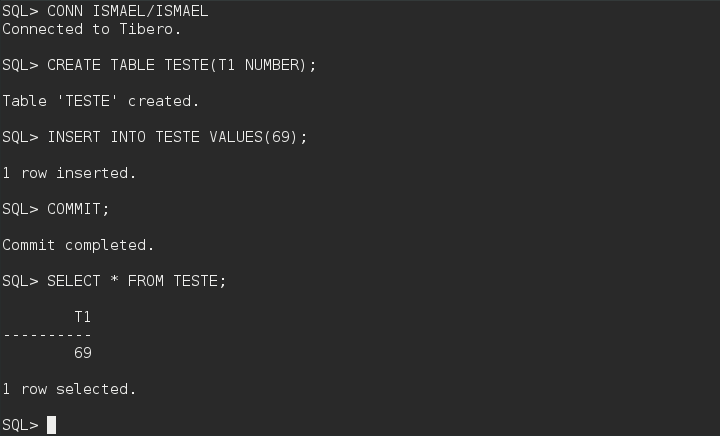 SQL> CONN ISMAEL/ISMAEL
Connected to Tibero.
SQL> CREATE TABLE TESTE(T1 NUMBER);
Table 'TESTE' created.
SQL> INSERT INTO TESTE VALUES(69);
1 row inserted.
SQL> COMMIT;
Commit completed.
SQL> SELECT * FROM TESTE;
T1
----------
69
1 row selected.
SQL>